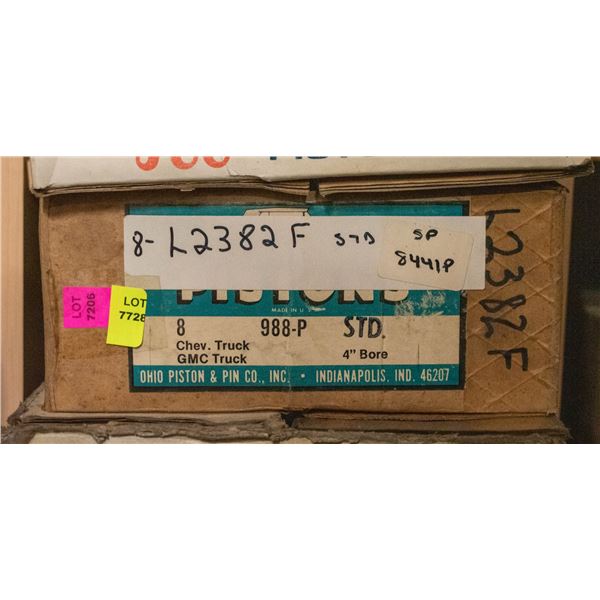 8- L2382F STD
SP
8441P
L2382F
LOT
7206
LOT
7728
PISTONS
MADE IN U.S.
8 988-P STD
Chev. Truck
GMC Truck 4" Bore
OHIO PISTON & PIN CO., INC. • INDIANAPOLIS, IND. 46207